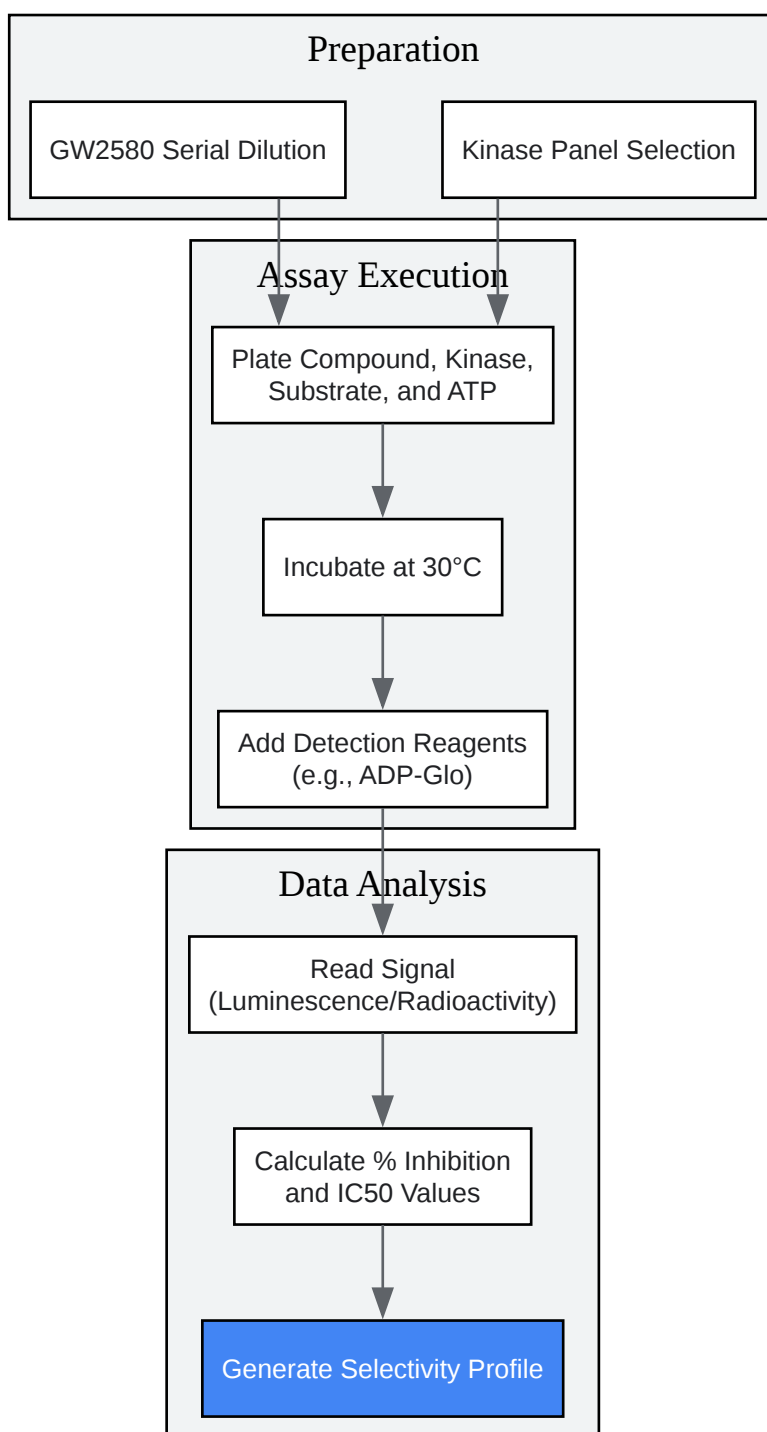 Preparation
GW2580 Serial Dilution
Kinase Panel Selection
Assay Execution
Plate Compound, Kinase,
Substrate, and ATP
Incubate at 30°C
Add Detection Reagents
(e.g., ADP-Glo)
Data Analysis
Read Signal
(Luminescence/Radioactivity)
Calculate % Inhibition
and IC50 Values
Generate Selectivity Profile